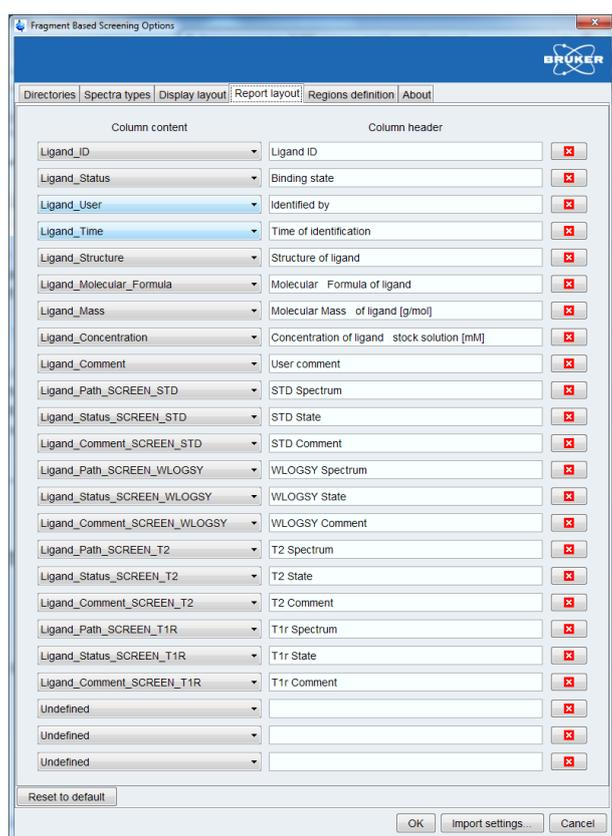 Fragment Based Screening Options
BRUKER
Directories Spectra types Display layout Report layout Regions definition About
Column content Column header
Ligand_ID Ligand ID
Ligand_Status Binding state
Ligand_User Identified by
Ligand_Time Time of identification
Ligand_Structure Structure of ligand
Ligand_Molecular_Formula Molecular Formula of ligand
Ligand_Mass Molecular Mass of ligand [g/mol]
Ligand_Concentration Concentration of ligand stock solution [mM]
Ligand_Comment User comment
Ligand_Path_SCREEN_STD STD Spectrum
Ligand_Status_SCREEN_STD STD State
Ligand_Comment_SCREEN_STD STD Comment
Ligand_Path_SCREEN_WLOGSY WLOGSY Spectrum
Ligand_Status_SCREEN_WLOGSY WLOGSY State
Ligand_Comment_SCREEN_WLOGSY WLOGSY Comment
Ligand_Path_SCREEN_T2 T2 Spectrum
Ligand_Status_SCREEN_T2 T2 State
Ligand_Comment_SCREEN_T2 T2 Comment
Ligand_Path_SCREEN_T1R T1r Spectrum
Ligand_Status_SCREEN_T1R T1r State
Ligand_Comment_SCREEN_T1R T1r Comment
Undefined
Undefined
Undefined
Reset to default
OK Import settings... Cancel